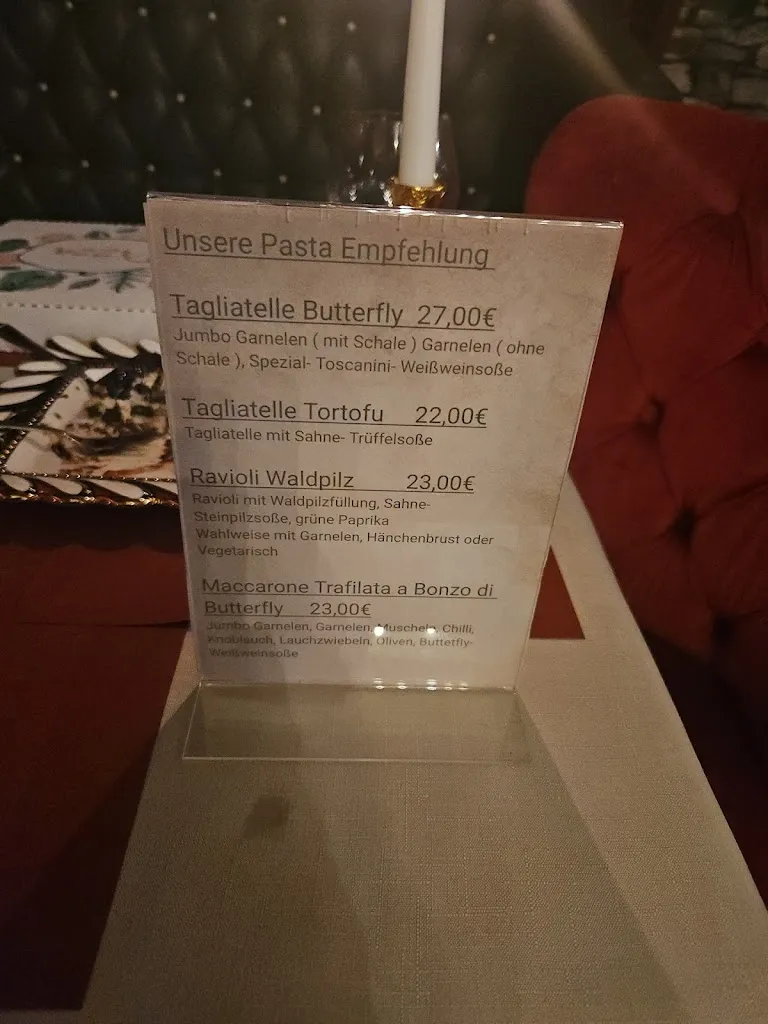 Unsere Pasta Empfehlung
Tagliatelle Butterfly 27,00€
Jumbo Garnelen ( mit Schale ) Garnelen ( ohne
Schale ), Spezial- Toscanini- Weißweinsoße
Tagliatelle Tortofu 22,00€
Tagliatelle mit Sahne- Trüffelsoße
Ravioli Waldpilz 23,00€
Ravioli mit Waldpilzfüllung, Sahne-
Steinpilzsoße, grüne Paprika
Wahlweise mit Garnelen, Hänchenbrust oder
Vegetarisch
Maccarone Trafilata a Bonzo di
Butterfly 23,00€
Jumbo Garnelen, Garnelen, Muscheln, Chilli,
Knoblauch, Lauchzwiebeln, Oliven, Buttetfly-
Weißweinsoße